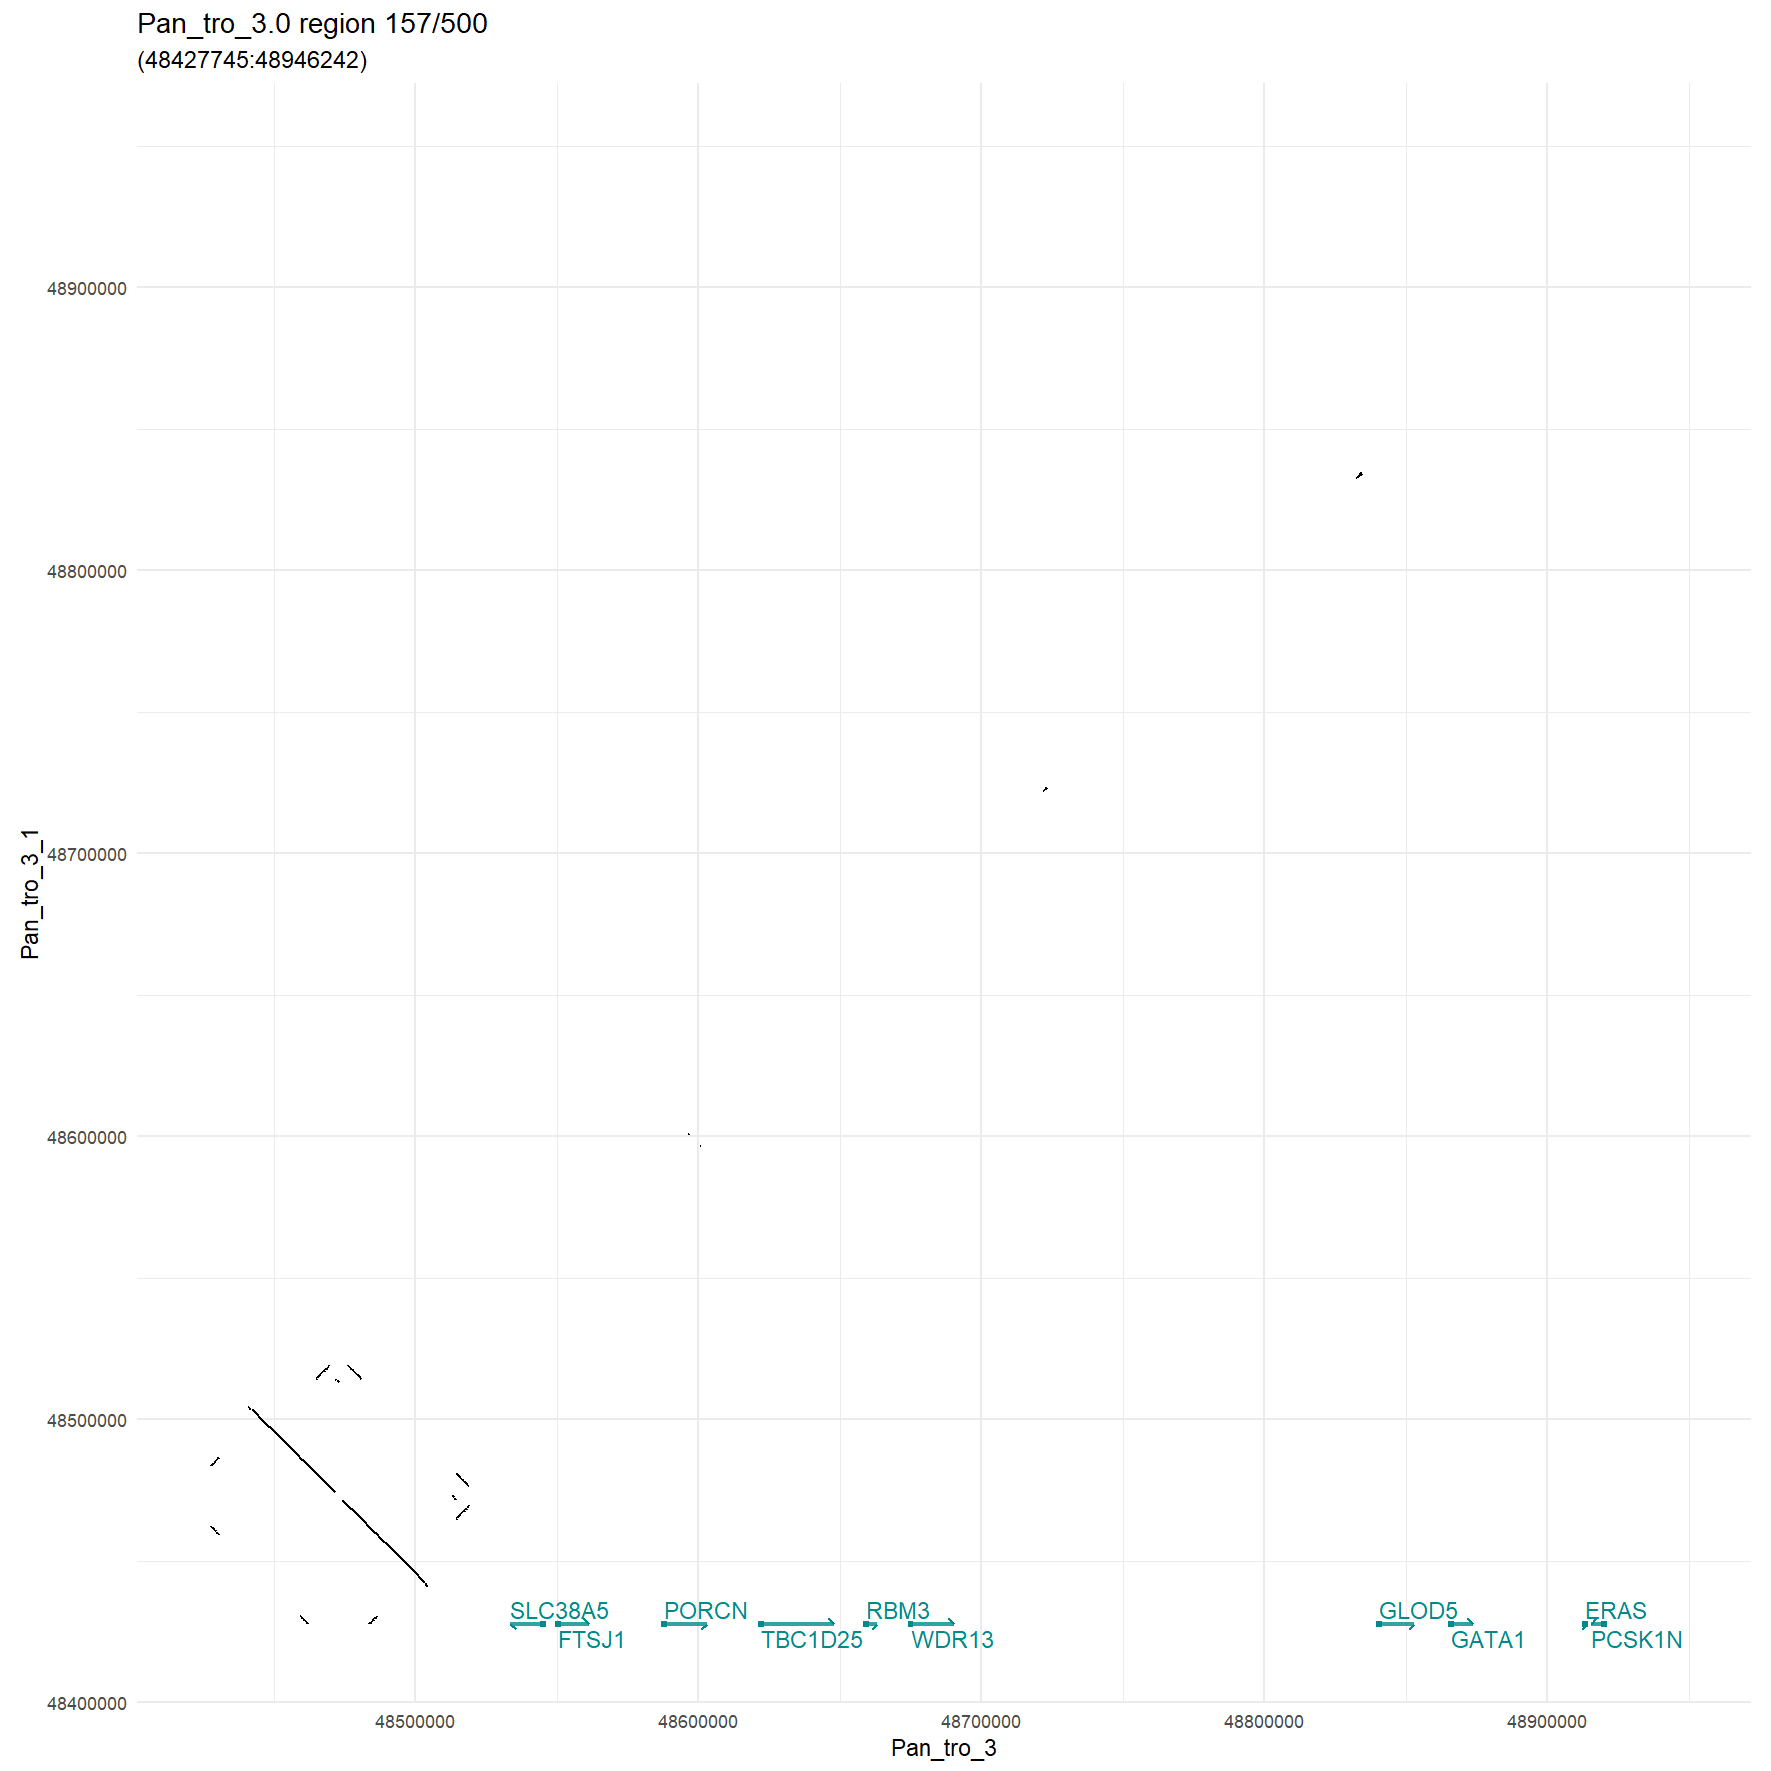 Pan_tro_3.0 region 157/500
(48427745:48946242)
48900000
48800000
48700000
48600000
48500000
48400000
Pan_tro_3_1
SLC38A5
PORCN
RBM3
GLOD5
ERAS
FTSJ1
TBC1D25
WDR13
GATA1
PCSK1N
48500000
48600000
48700000
48800000
48900000
Pan_tro_3